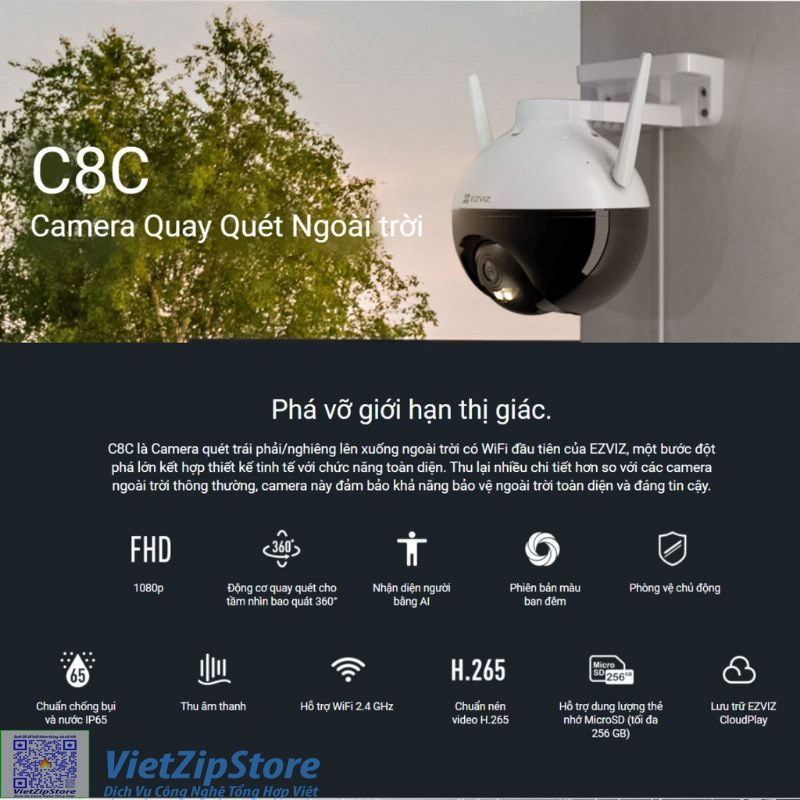 C8C
Camera Quay Quét Ngoài trời
EZVIZ
Phá vỡ giới hạn thị giác.
C8C là Camera quét trái phải/nghiêng lên xuống ngoài trời có WiFi đầu tiên của EZVIZ, một bước đột
phá lớn kết hợp thiết kế tinh tế với chức năng toàn diện. Thu lại nhiều chi tiết hơn so với các camera
ngoài trời thông thường, camera này đảm bảo khả năng bảo vệ ngoài trời toàn diện và đáng tin cậy.
FHD
1080p
360°
Động cơ quay quét cho
tầm nhìn bao quát 360°
Nhận diện người
bằng AI
Phiên bản màu
ban đêm
Phòng vệ chủ động
65
Chuẩn chống bụi
và nước IP65
Thu âm thanh
Hỗ trợ WiFi 2.4 GHz
H.265
Chuẩn nén
video H.265
Micro
SD 256GB
Hỗ trợ dung lượng thẻ
nhớ MicroSD (tối đa
256 GB)
Lưu trữ EZVIZ
CloudPlay
VietZipStore
VietZipStore
Dịch Vụ Công Nghệ Tổng Hợp Việt